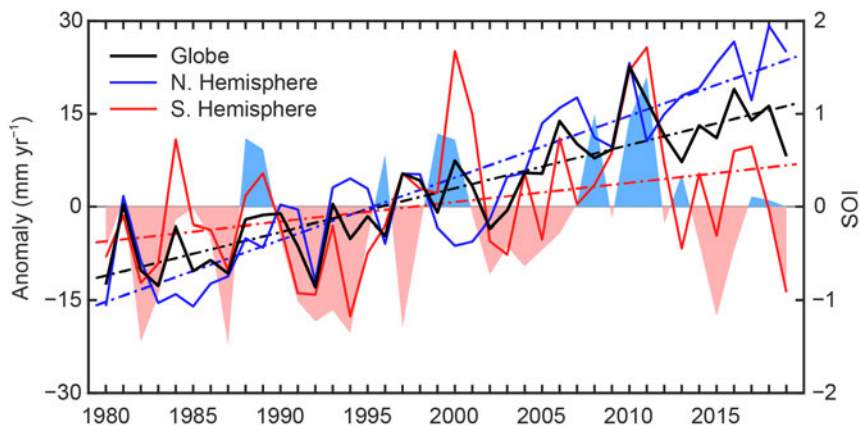 30
15
0
−15
−30
Anomaly (mm yr⁻¹)
Globe
N. Hemisphere
S. Hemisphere
2
1
0
−1
−2
SOI
1980 1985 1990 1995 2000 2005 2010 2015